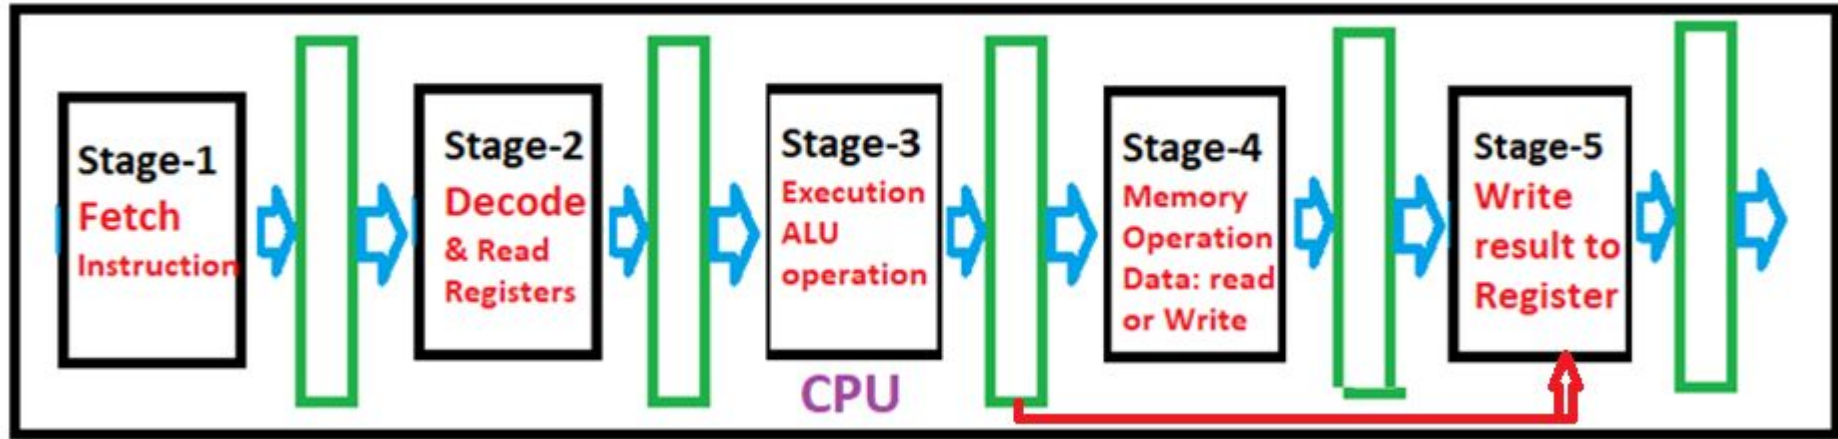 Stage-1
Fetch
Instruction
Stage-2
Decode
& Read
Registers
Stage-3
Execution
ALU
operation
CPU
Stage-4
Memory
Operation
Data: read
or Write
Stage-5
Write
result to
Register